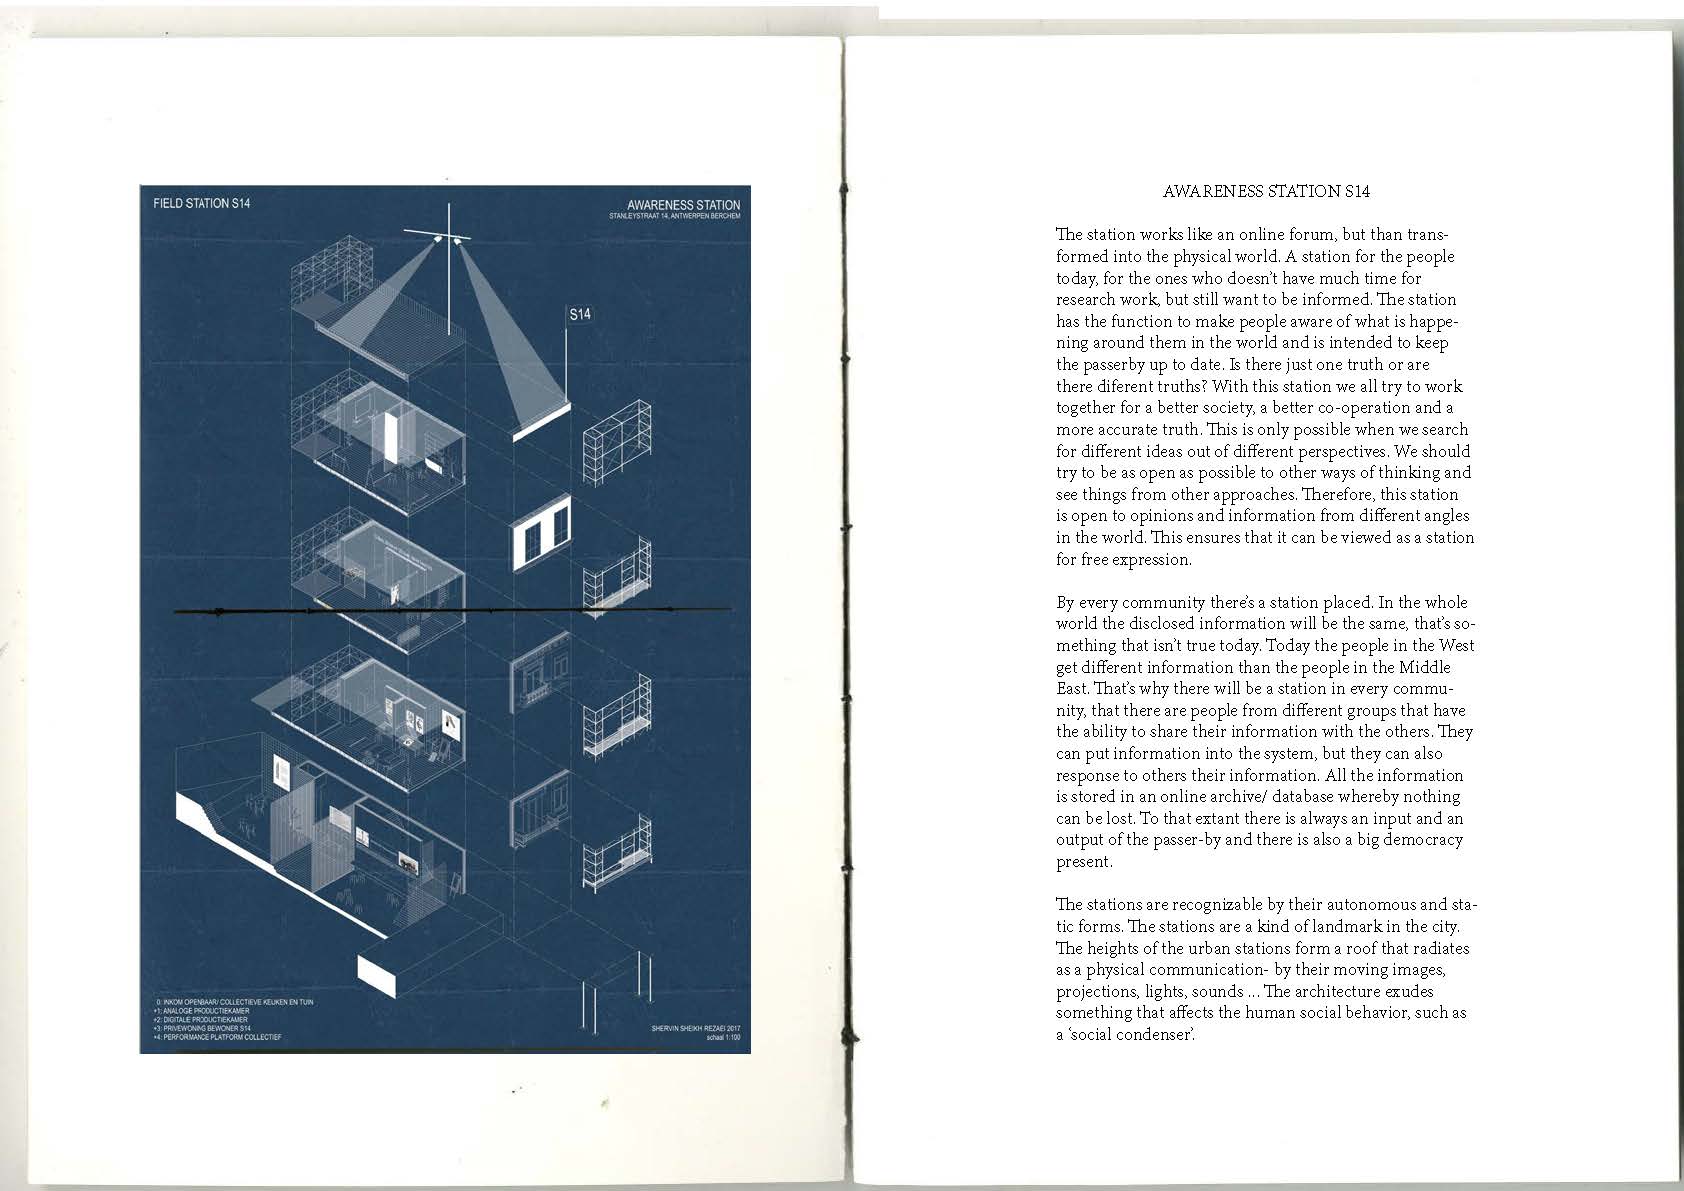 FIELD STATION S14
AWARENESS STATION
STANLEYSTRAAT 14, ANTWERPEN BERCHEM
S14
0: INKOM OPENBAAR/ COLLECTIEVE KEUKEN EN TUIN
+1: ANALOGE PRODUCTIEKAMER
+2: DIGITALE PRODUCTIEKAMER
+3: PRIVEWONING BEWONER S14
+4: PERFORMANCE PLATFORM COLLECTIEF
SHERVIN SHEIKH REZAEI 2017
schaal 1:100
AWARENESS STATION S14
The station works like an online forum, but than trans-
formed into the physical world. A station for the people
today, for the ones who doesn't have much time for
research work, but still want to be informed. The station
has the function to make people aware of what is happe-
ning around them in the world and is intended to keep
the passerby up to date. Is there just one truth or are
there diferent truths? With this station we all try to work
together for a better society, a better co-operation and a
more accurate truth. This is only possible when we search
for different ideas out of different perspectives. We should
try to be as open as possible to other ways of thinking and
see things from other approaches. Therefore, this station
is open to opinions and information from different angles
in the world. This ensures that it can be viewed as a station
for free expression.
By every community there's a station placed. In the whole
world the disclosed information will be the same, that's so-
mething that isn't true today. Today the people in the West
get different information than the people in the Middle
East. That's why there will be a station in every commu-
nity, that there are people from different groups that have
the ability to share their information with the others. They
can put information into the system, but they can also
response to others their information. All the information
is stored in an online archive/ database whereby nothing
can be lost. To that extant there is always an input and an
output of the passer-by and there is also a big democracy
present.
The stations are recognizable by their autonomous and sta-
tic forms. The stations are a kind of landmark in the city.
The heights of the urban stations form a roof that radiates
as a physical communication- by their moving images,
projections, lights, sounds ... The architecture exudes
something that affects the human social behavior, such as
a 'social condenser'.